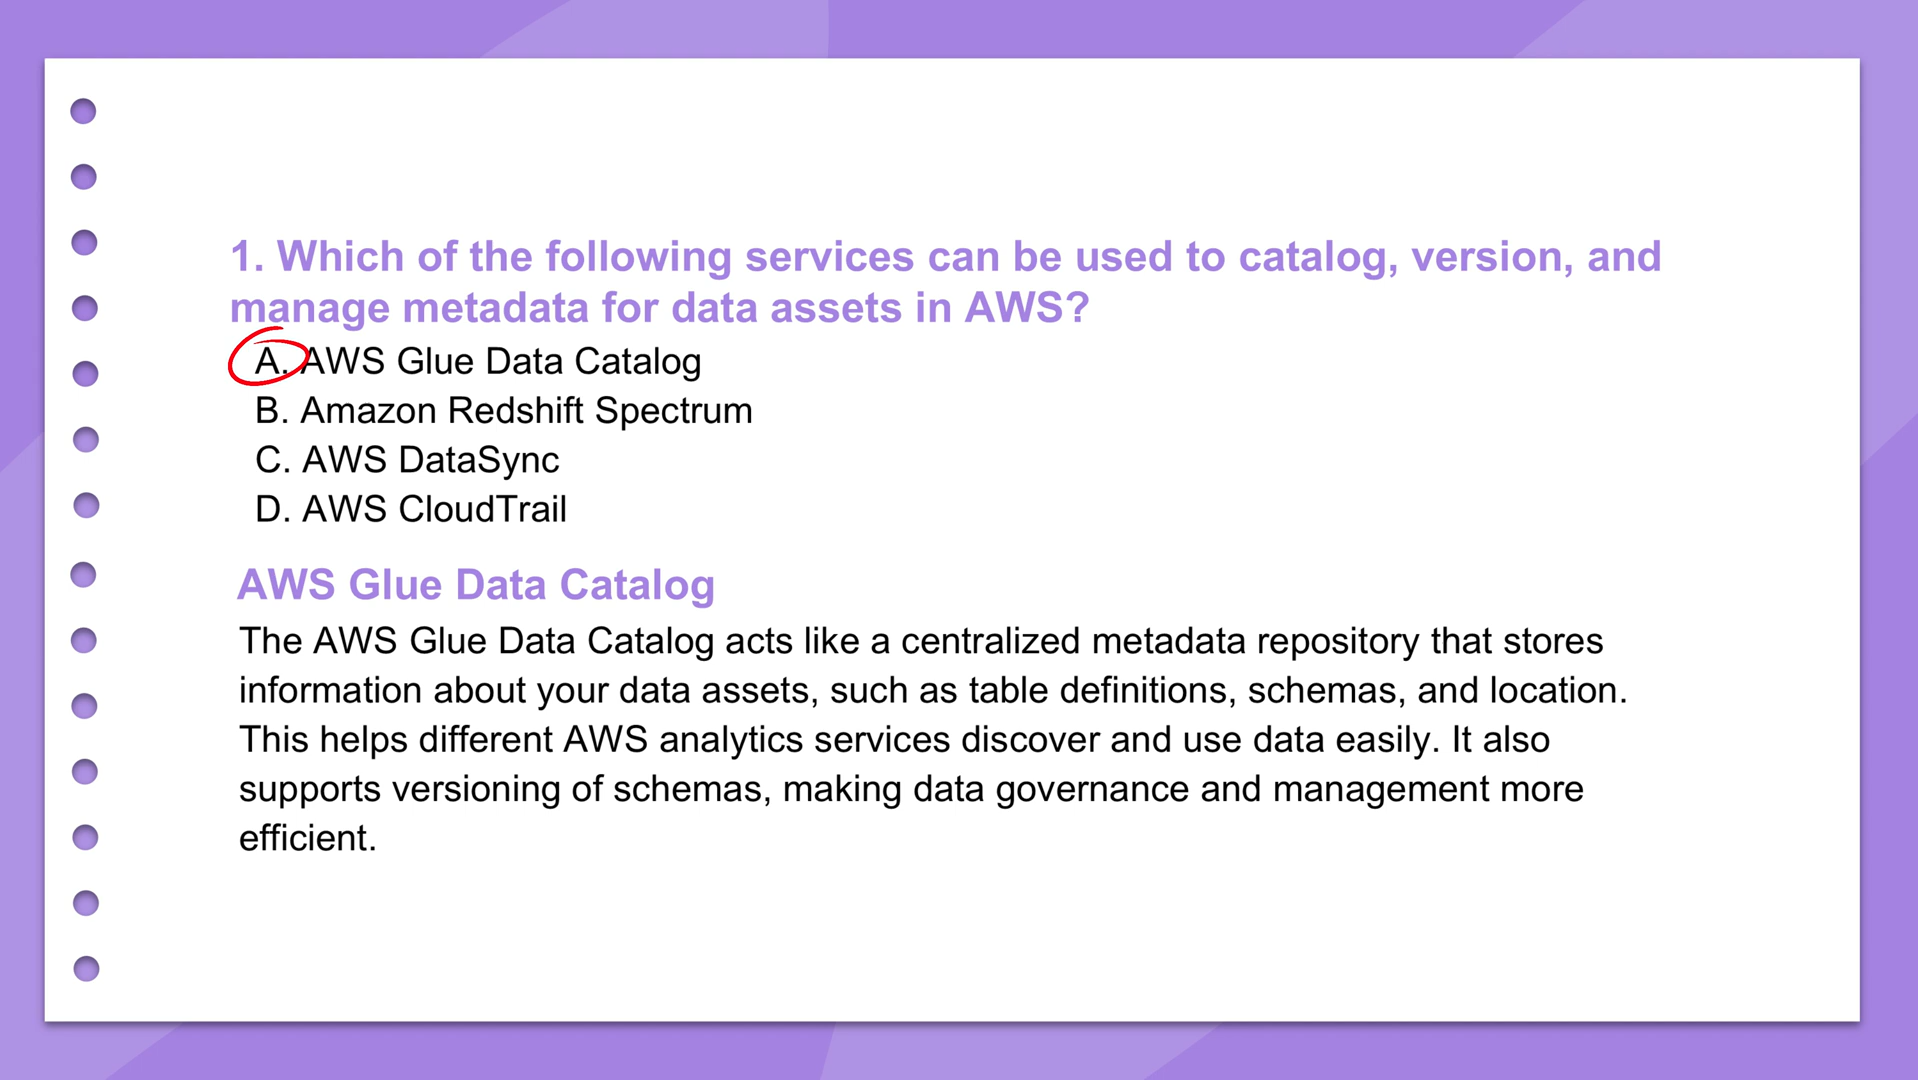 1. Which of the following services can be used to catalog, version, and
manage metadata for data assets in AWS?
A. AWS Glue Data Catalog
B. Amazon Redshift Spectrum
C. AWS DataSync
D. AWS CloudTrail
AWS Glue Data Catalog
The AWS Glue Data Catalog acts like a centralized metadata repository that stores
information about your data assets, such as table definitions, schemas, and location.
This helps different AWS analytics services discover and use data easily. It also
supports versioning of schemas, making data governance and management more
efficient.